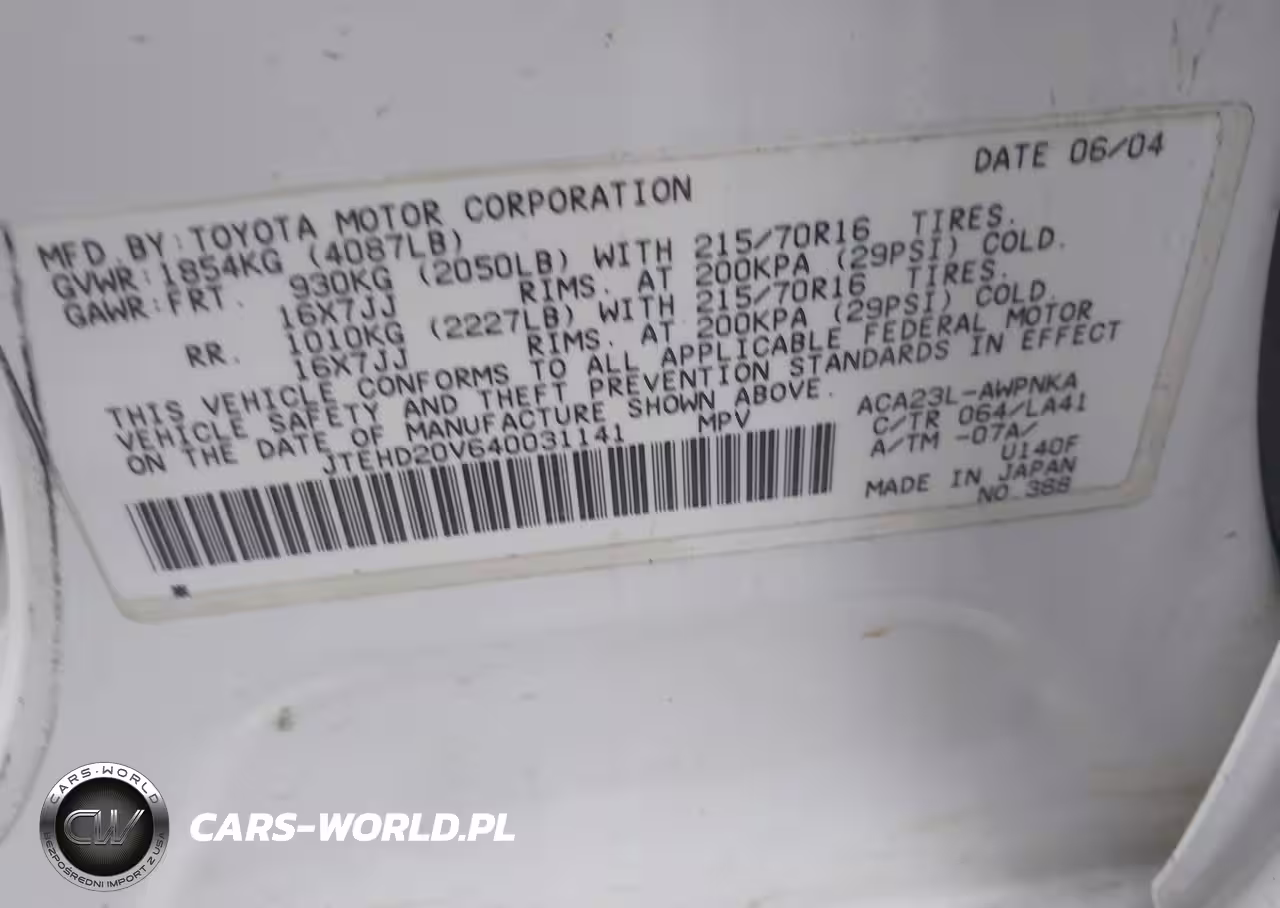 DATE 06/04
MFD. BY: TOYOTA MOTOR CORPORATION
GVWR: 1854KG (4087LB)
GAWR: FRT. 930KG (2050LB) WITH 215/70R16 TIRES.
16X7JJ RIMS. AT 200KPA (29PSI) COLD.
RR. 1010KG (2227LB) WITH 215/70R16 TIRES.
16X7JJ RIMS. AT 200KPA (29PSI) COLD.
THIS VEHICLE CONFORMS TO ALL APPLICABLE FEDERAL MOTOR
VEHICLE SAFETY AND THEFT PREVENTION STANDARDS IN EFFECT
ON THE DATE OF MANUFACTURE SHOWN ABOVE.
JTEHD20V640031141 MPV
ACA23L-AWPNKA
C/TR 064/LA41
A/TM -07A/
U140F
MADE IN JAPAN
NO.388
CARS-WORLD
CW
BEZPOŚREDNI IMPORT Z USA
CARS-WORLD.PL